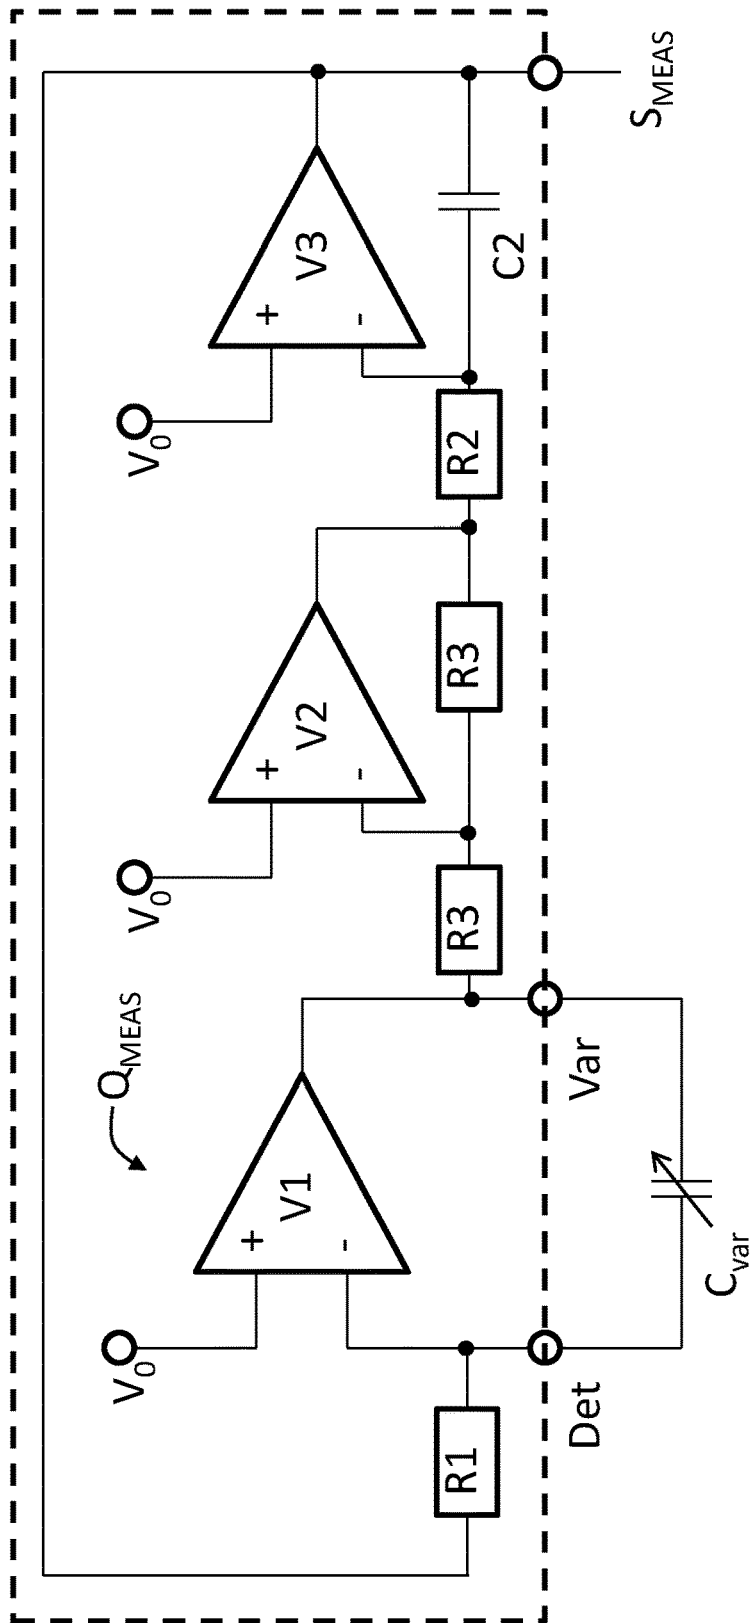 Q_MEAS
V₀
V₀
V₀
+
-
V1
+
-
V2
+
-
V3
R1
R3
R3
R2
C2
Det
Var
S_MEAS
C_var